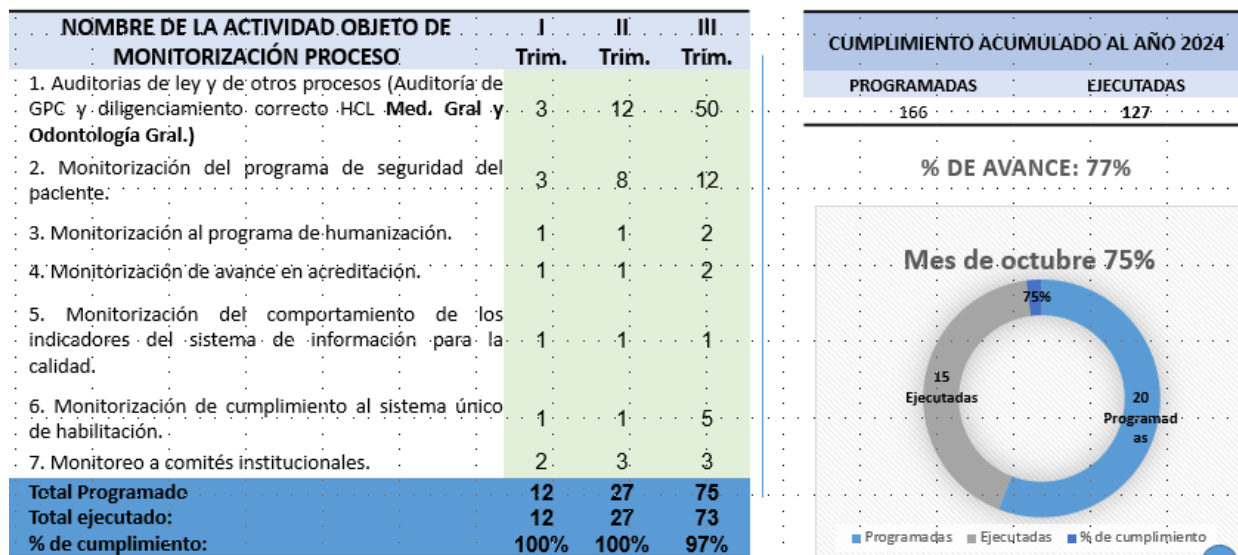 NOMBRE DE LA ACTIVIDAD OBJETO DE MONITORIZACIÓN PROCESO I Trim. II Trim. III Trim.
1. Auditorias de ley y de otros procesos (Auditoría de
GPC y diligenciamiento correcto HCL Med. Gral y 3 12 50
Odontología Gral.)
2. Monitorización del programa de seguridad del
paciente. 3 8 12
3. Monitorización al programa de humanización. 1 1 2
4. Monitorización de avance en acreditación. 1 1 2
5. Monitorización del comportamiento de los
indicadores del sistema de información para la 1 1 1
calidad.
6. Monitorización de cumplimiento al sistema único
de habilitación. 1 1 5
7. Monitoreo a comités institucionales. 2 3 3
Total Programado 12 27 75
Total ejecutado: 12 27 73
% de cumplimiento: 100% 100% 97%
CUMPLIMIENTO ACUMULADO AL AÑO 2024
PROGRAMADAS EJECUTADAS
166 127
% DE AVANCE: 77%
Mes de octubre 75%
75%
15
Ejecutadas
20
Programad
as
Programadas Ejecutadas % de cumplimiento